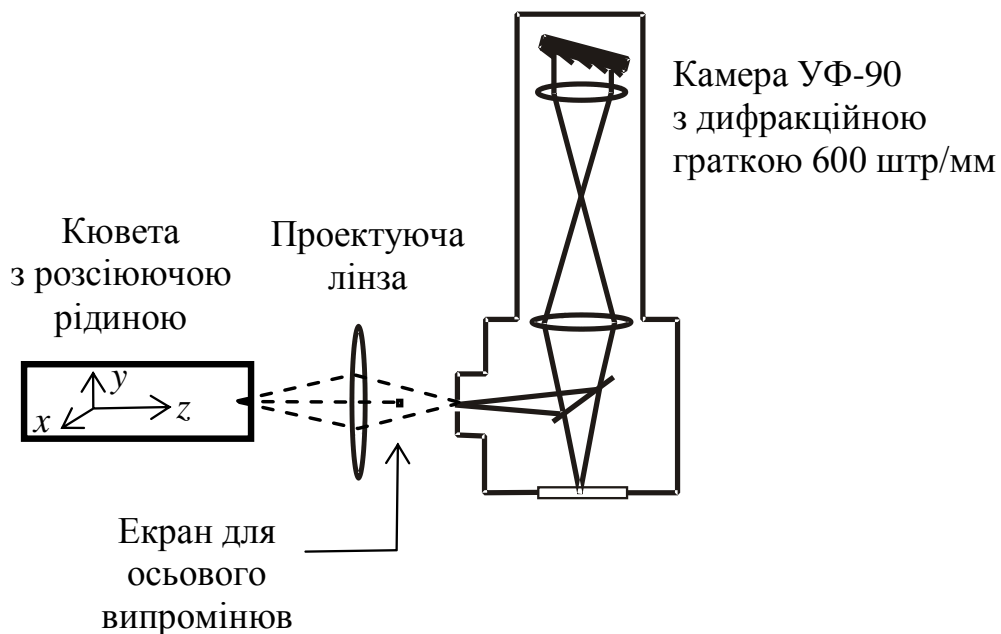 Камера УФ-90
з дифракційною
граткою 600 штр/мм
Кювета
з розсіюючою
рідиною
Проектуюча
лінза
y
x
z
Екран для
осьового
випромінюв